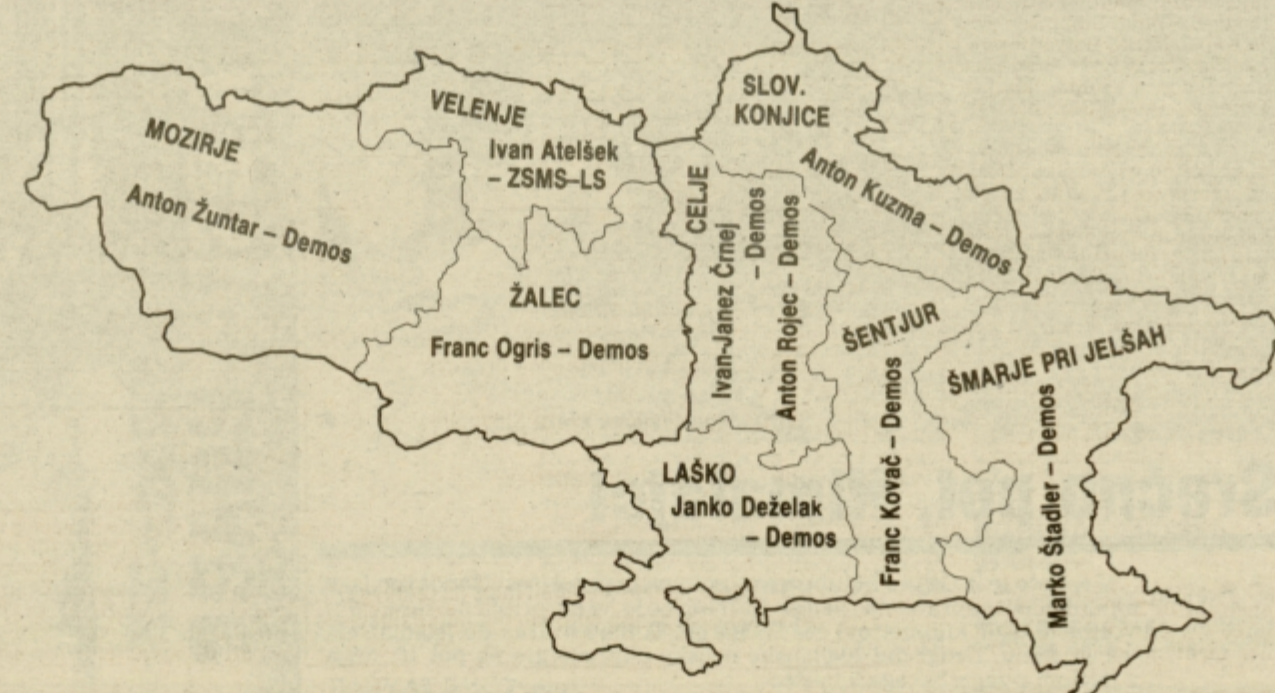 MOZIRJE
Anton Žuntar – Demos
VELENJE
Ivan Atelšek
– ZSMS–LS
ŽALEC
Franc Ogris – Demos
CELJE
Ivan-Janez Črnej
– Demos
Anton Rojec – Demos
SLOV.
KONJICE
Anton Kuzma – Demos
ŠENTJUR
Franc Kovač – Demos
ŠMARJE PRI JELŠAH
Marko Štadler – Demos
LAŠKO
Janko Deželak
– Demos